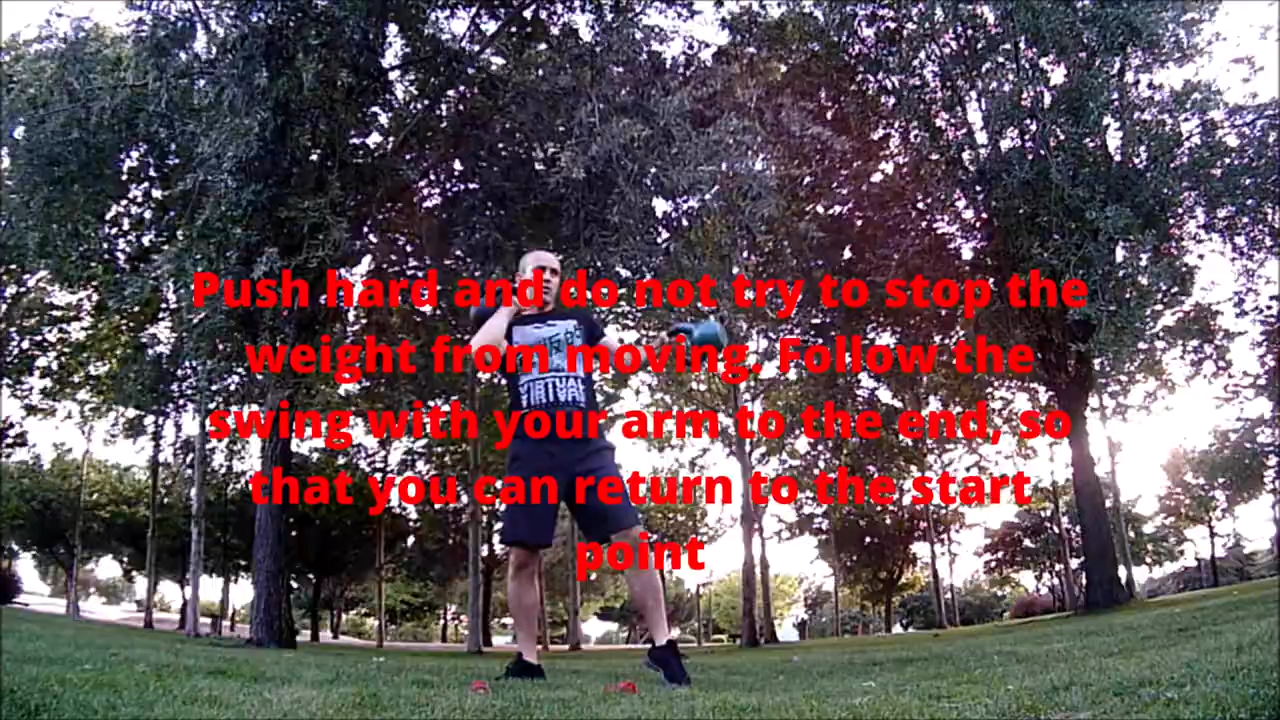 Push hard and do not try to stop the
weight from moving. Follow the
swing with your arm to the end, so
that you can return to the start
point
VIRTUAL